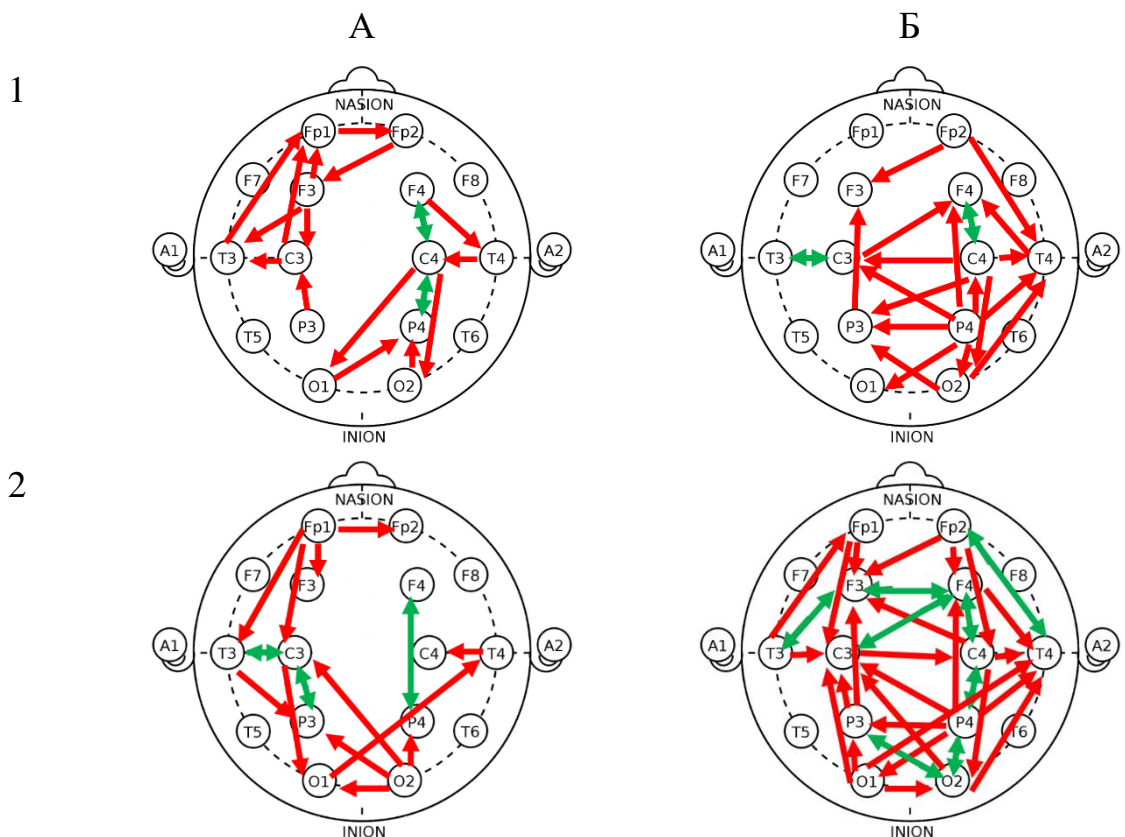 А Б
1
NASION NASION
Fp1 Fp2 Fp1 Fp2
F7 F3 F4 F8 F7 F3 F4 F8
A1 T3 C3 C4 T4 A2 A1 T3 C3 C4 T4 A2
T5 P3 P4 T6 T5 P3 P4 T6
O1 O2 O1 O2
INION INION
2
NASION NASION
Fp1 Fp2 Fp1 Fp2
F7 F3 F4 F8 F7 F3 F4 F8
A1 T3 C3 C4 T4 A2 A1 T3 C3 C4 T4 A2
T5 P3 P4 T6 T5 P3 P4 T6
O1 O2 O1 O2
INION INION